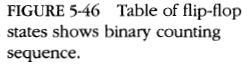 FIGURE 5-46 Table of flip-flop
states shows binary counting
sequence.